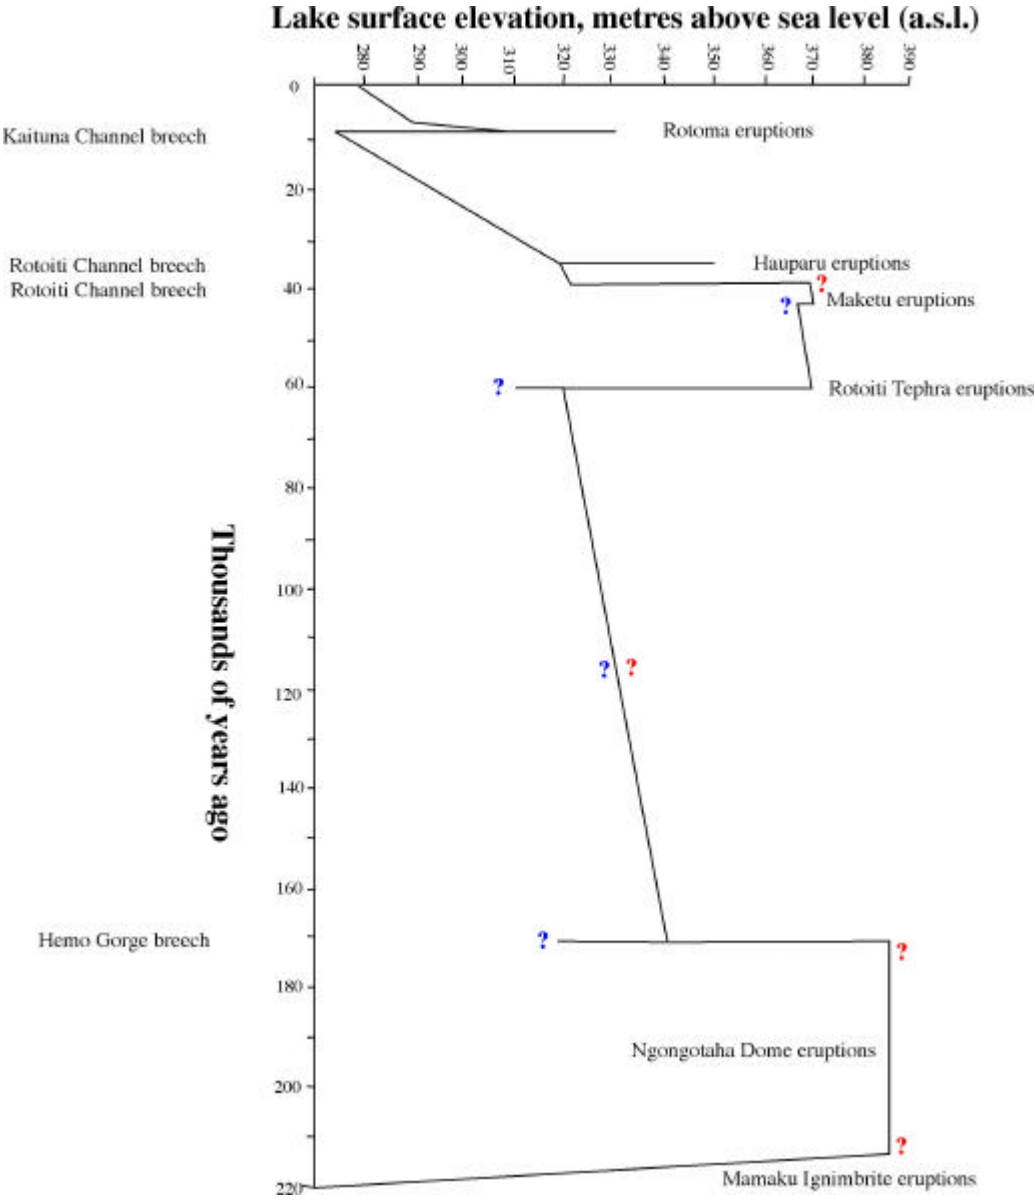 Lake surface elevation, metres above sea level (a.s.l.)
280 290 300 310 320 330 340 350 360 370 385 390
0
Kaituna Channel breech
Rotoma eruptions
20
Rotoiti Channel breech
Hauparu eruptions
Rotoiti Channel breech
40
?
?
Maketu eruptions
60
?
Rotoiti Tephra eruptions
80
Thousands of years ago
100
? ?
120
140
160
Hemo Gorge breech
?
?
180
Ngongotaha Dome eruptions
200
?
Mamaku Ignimbrite eruptions
220